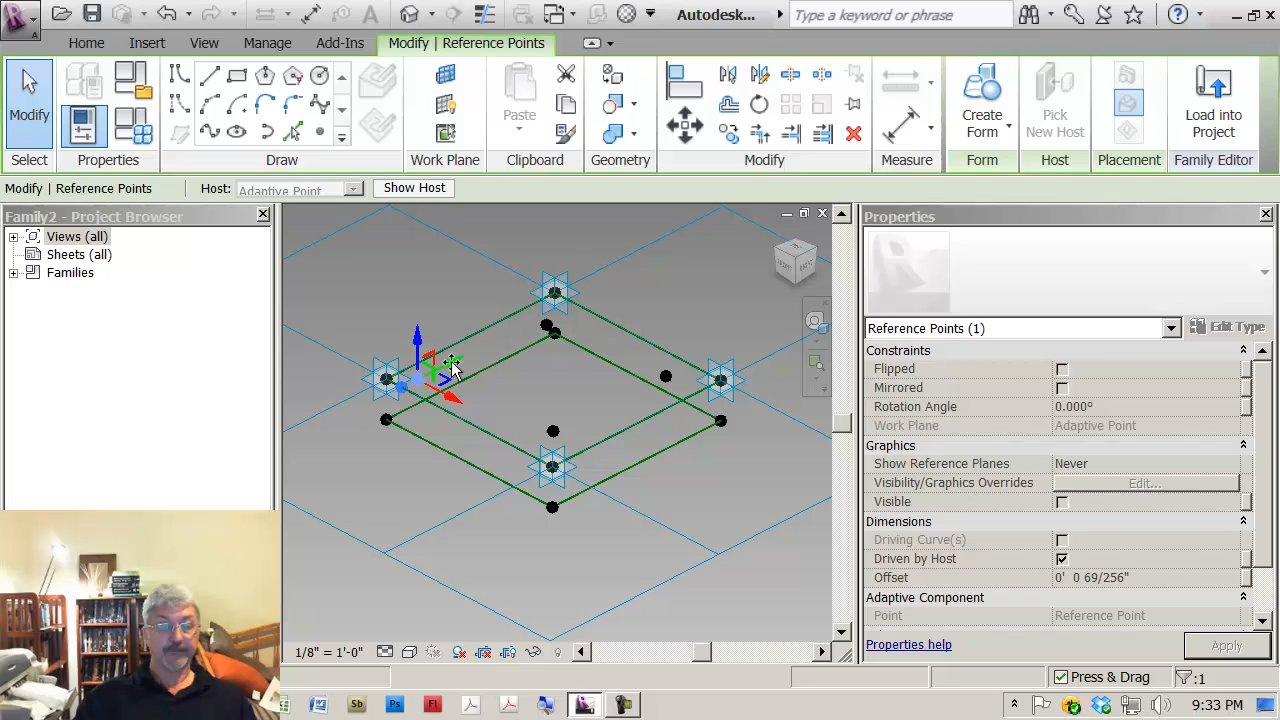 Autodesk...
Type a keyword or phrase
Home
Insert
View
Manage
Add-Ins
Modify | Reference Points
Modify
Paste
Create Form
Pick New Host
Load into Project
Select
Properties
Draw
Work Plane
Clipboard
Geometry
Modify
Measure
Form
Host
Placement
Family Editor
Modify | Reference Points
Host:
Adaptive Point
Show Host
Family2 - Project Browser
Views (all)
Sheets (all)
Families
Properties
Reference Points (1)
Edit Type
Constraints
Flipped
Mirrored
Rotation Angle
0.000°
Work Plane
Adaptive Point
Graphics
Show Reference Planes
Never
Visibility/Graphics Overrides
Edit...
Visible
Dimensions
Driving Curve(s)
Driven by Host
Offset
0' 0 69/256"
Adaptive Component
Point
Reference Point
Properties help
Apply
1/8" = 1'-0"
Press & Drag
:1
Sb
Ps
Fl
9:33 PM